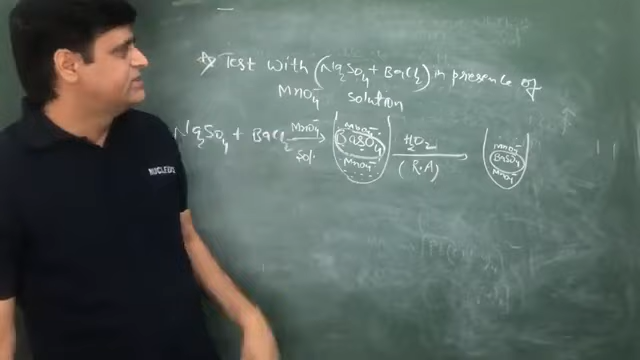 Test with (Na2SO4 + BaCl2) in presence of
MnO4- solution
Na2SO4 + BaCl2 MnO4- Sol.
MnO4-
BaSO4
MnO4-
H2O2
(R.A)
MnO4-
BaSO4
MnO4-
NUCLEUS